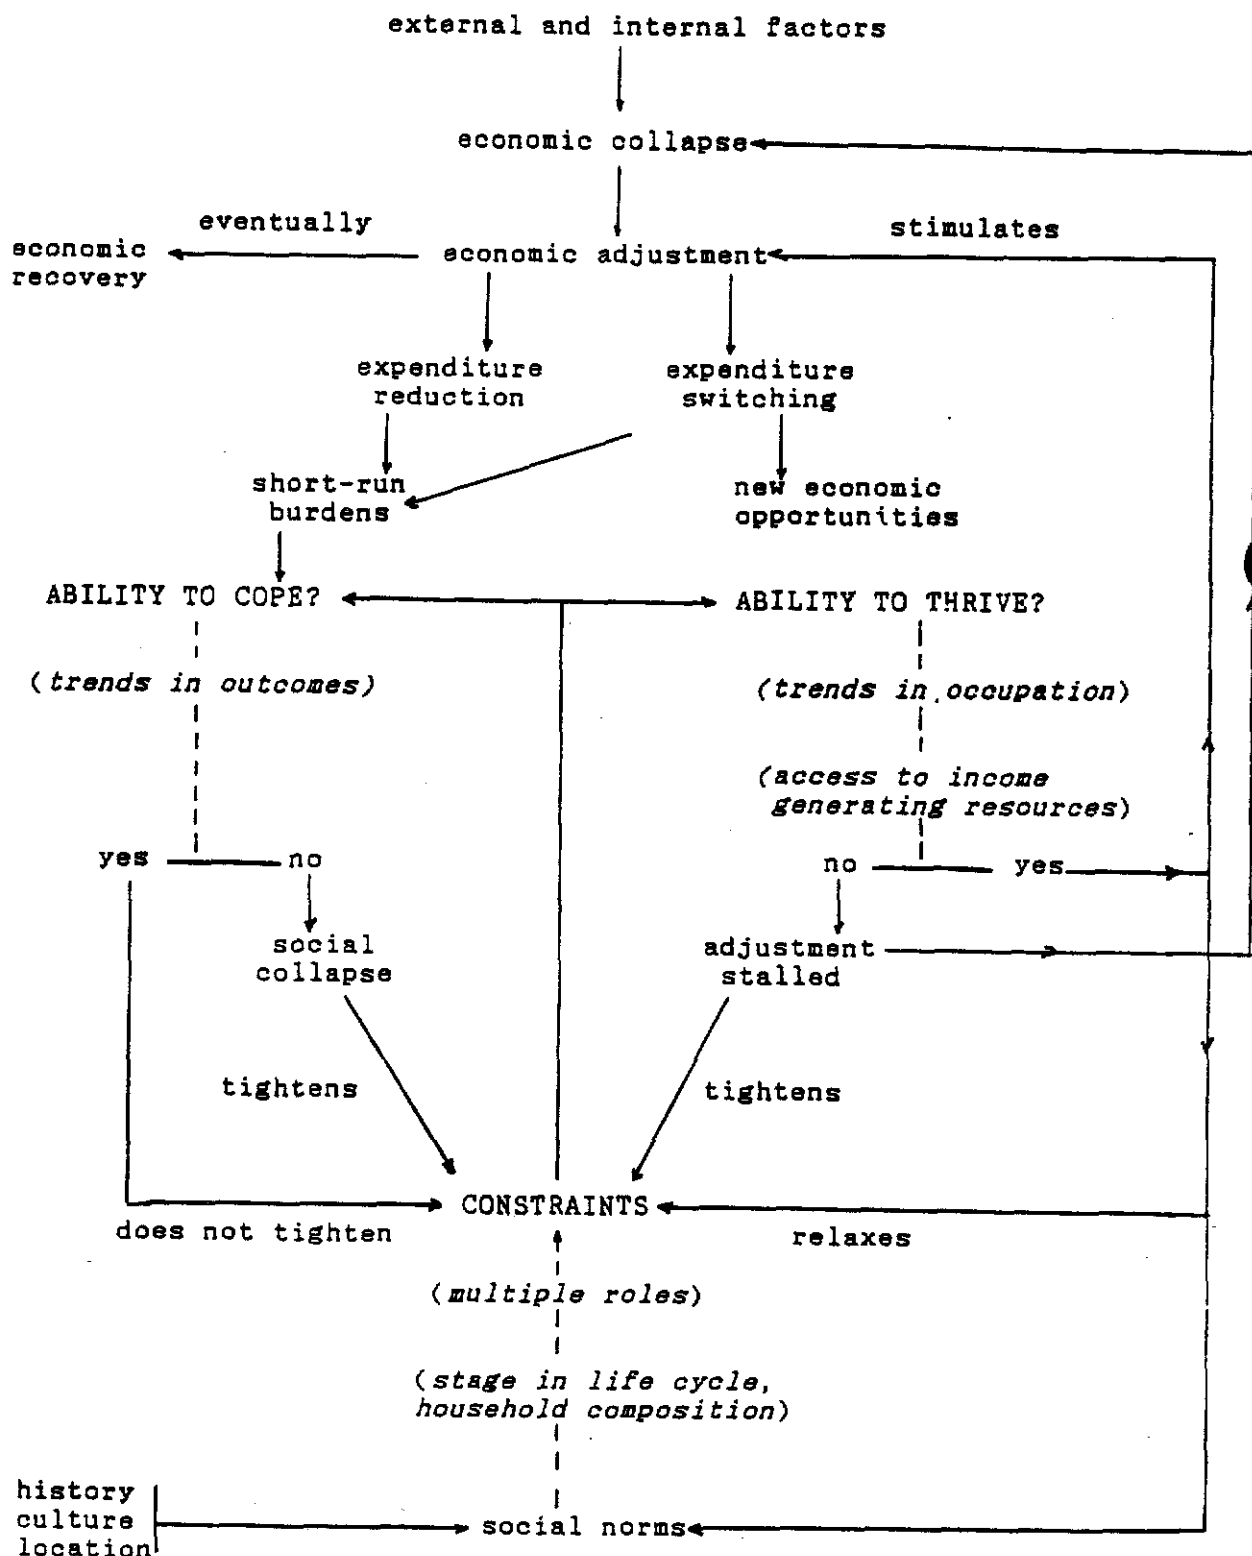 external and internal factors
economic collapse
eventually
stimulates
economic
recovery
economic adjustment
expenditure
reduction
expenditure
switching
short-run
burdens
new economic
opportunities
ABILITY TO COPE?
ABILITY TO THRIVE?
(trends in outcomes)
(trends in occupation)
(access to income
generating resources)
yes
no
no
yes
social
collapse
adjustment
stalled
tightens
tightens
CONSTRAINTS
does not tighten
relaxes
(multiple roles)
(stage in life cycle,
household composition)
history
culture
location
social norms